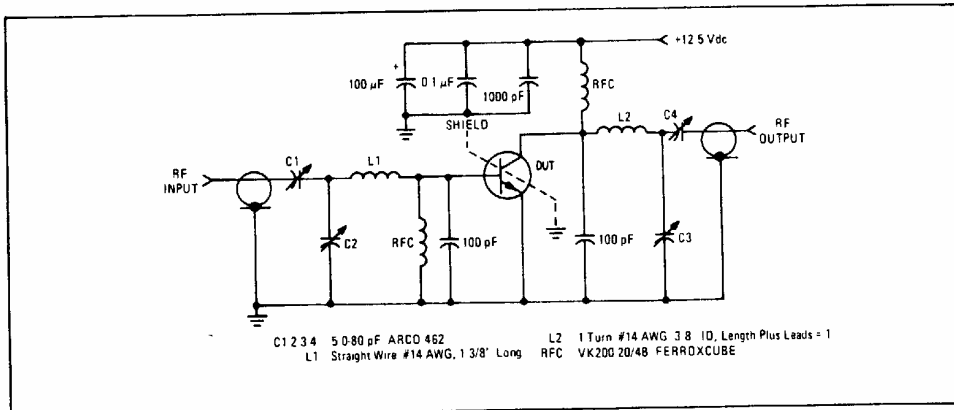 +12 5 Vdc
+
100 µF
0.1 µF
1000 pF
RFC
SHIELD
L2
C4
RF
OUTPUT
C1
L1
DUT
RF
INPUT
C2
RFC
100 pF
100 pF
C3
C1 2 3 4 5 0-80 pF ARCO 462
L2 1 Turn #14 AWG 3 8 ID, Length Plus Leads = 1
L1 Straight Wire #14 AWG, 1 3/8' Long
RFC VK200 20/4B FERROXCUBE